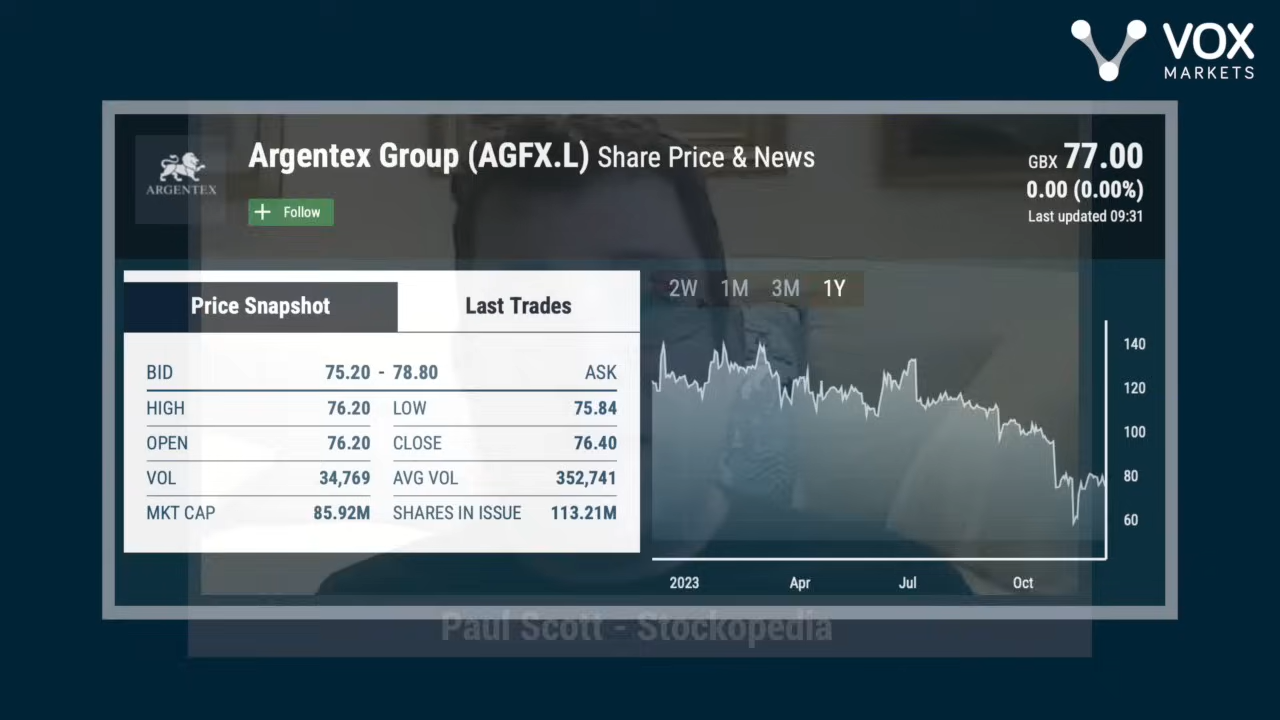 VOX
MARKETS
ARGENTEX
Argentex Group (AGFX.L) Share Price & News
+ Follow
GBX 77.00
0.00 (0.00%)
Last updated 09:31
Price Snapshot
Last Trades
BID 75.20 - 78.80 ASK
HIGH 76.20 LOW 75.84
OPEN 76.20 CLOSE 76.40
VOL 34,769 AVG VOL 352,741
MKT CAP 85.92M SHARES IN ISSUE 113.21M
2W 1M 3M 1Y
140
120
100
80
60
2023 Apr Jul Oct
Paul Scott - Stockopedia